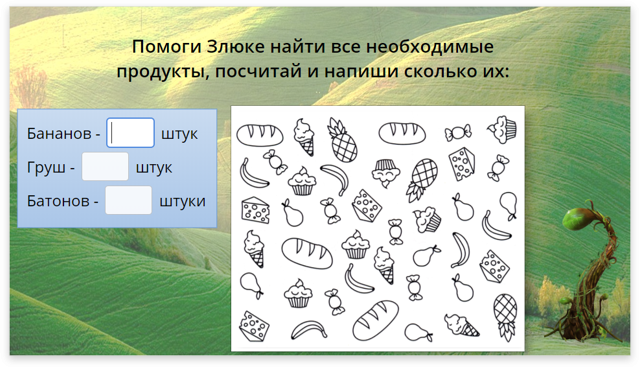 Помоги Злюке найти все необходимые
продукты, посчитай и напиши сколько их:
Бананов - штук
Груш - штук
Батонов - штуки